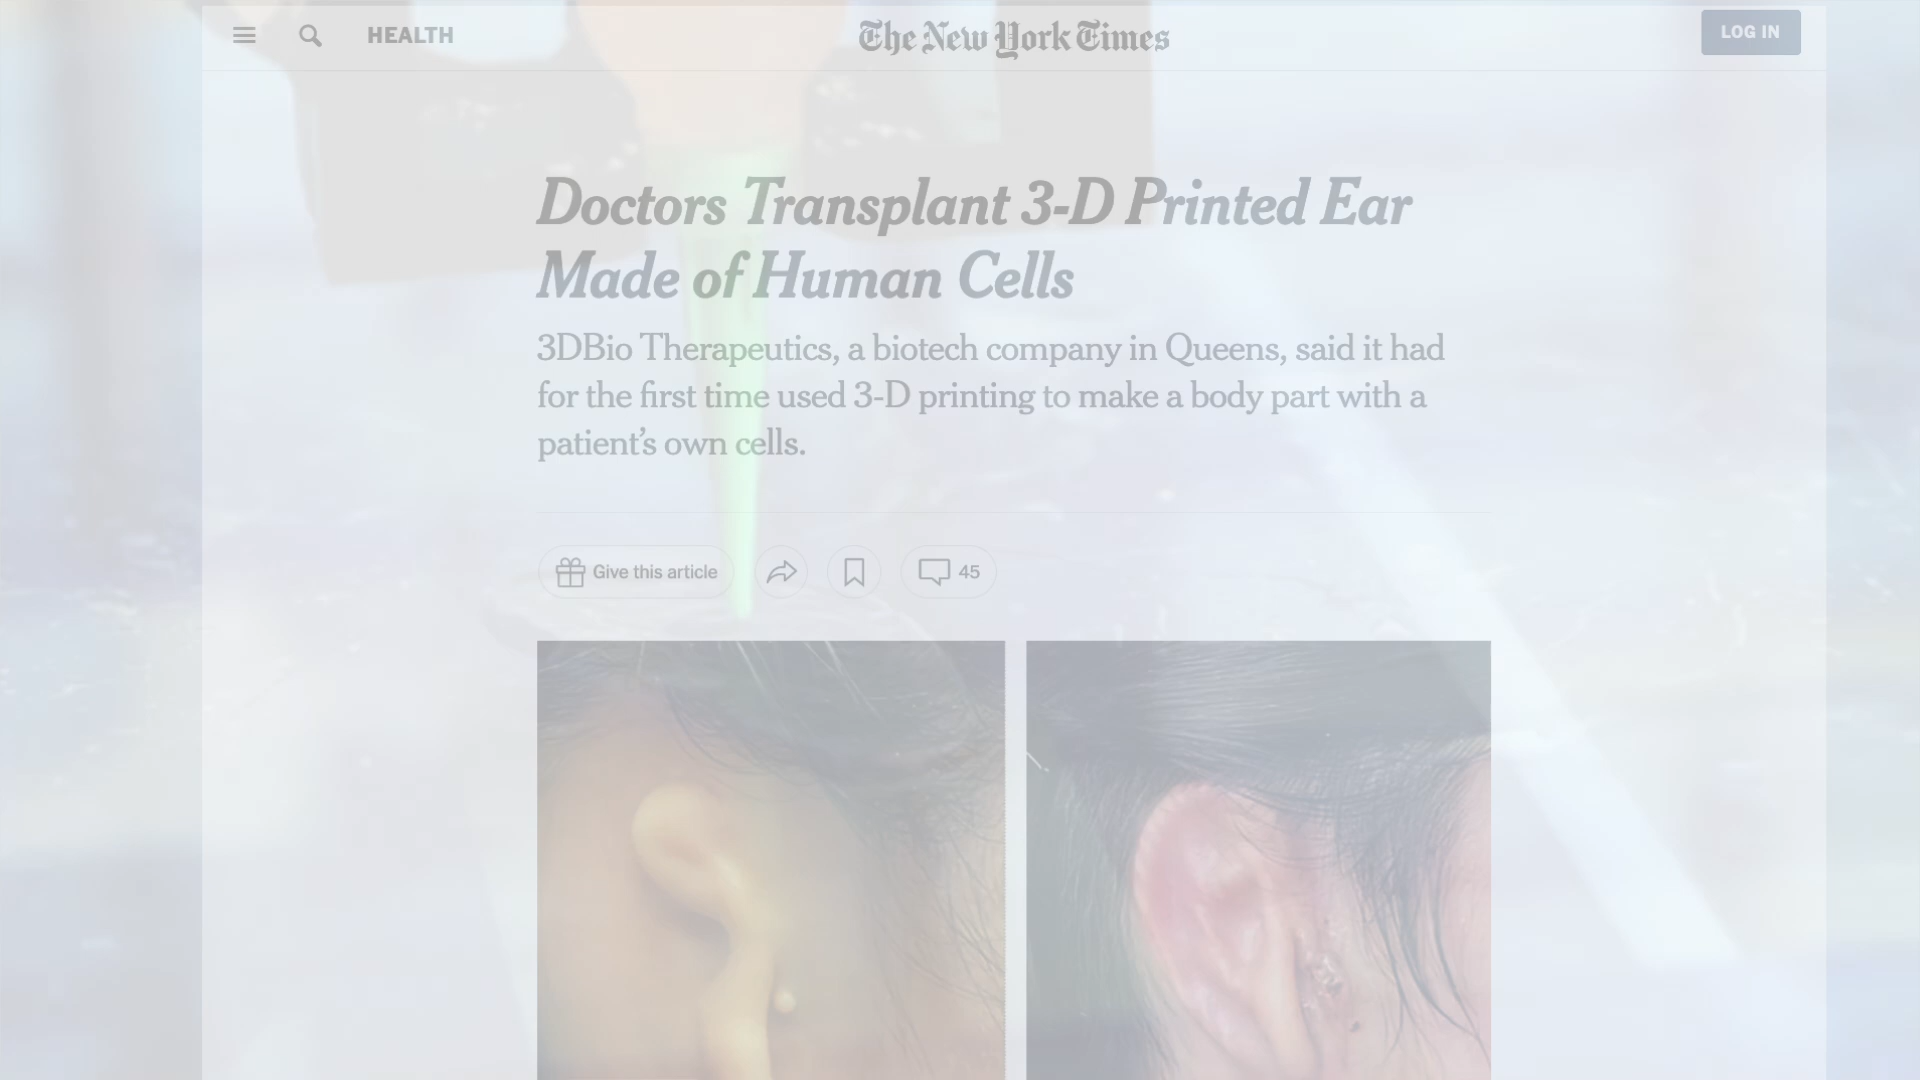 HEALTH
The New York Times
LOG IN
Doctors Transplant 3-D Printed Ear
Made of Human Cells
3DBio Therapeutics, a biotech company in Queens, said it had
for the first time used 3-D printing to make a body part with a
patient’s own cells.
Give this article
45